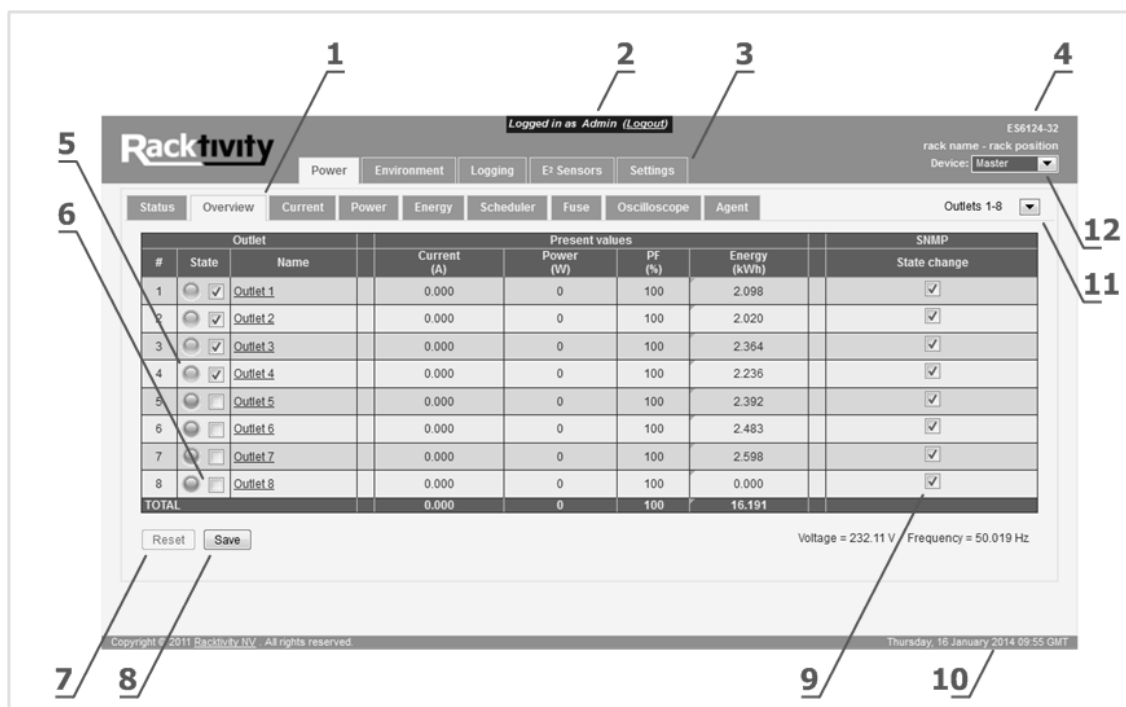 1 2 3 4
Logged in as Admin (Logout)
ES6124-32
Racktivity
rack name - rack position
5
Power Environment Logging E² Sensors Settings
Device: Master
Status Overview Current Power Energy Scheduler Fuse Oscilloscope Agent
Outlets 1-8
6
12
Outlet Present values SNMP
# State Name Current (A) Power (W) PF (%) Energy (kWh) State change
11
1 Outlet 1 0.000 0 100 2.098
2 Outlet 2 0.000 0 100 2.020
3 Outlet 3 0.000 0 100 2.364
4 Outlet 4 0.000 0 100 2.236
5 Outlet 5 0.000 0 100 2.392
6 Outlet 6 0.000 0 100 2.483
7 Outlet 7 0.000 0 100 2.598
8 Outlet 8 0.000 0 100 0.000
TOTAL 0.000 0 100 16.191
Reset Save
Voltage = 232.11 V Frequency = 50.019 Hz
Copyright © 2011 Racktivity NV . All rights reserved.
Thursday, 16 January 2014 09:55 GMT
7 8 9 10